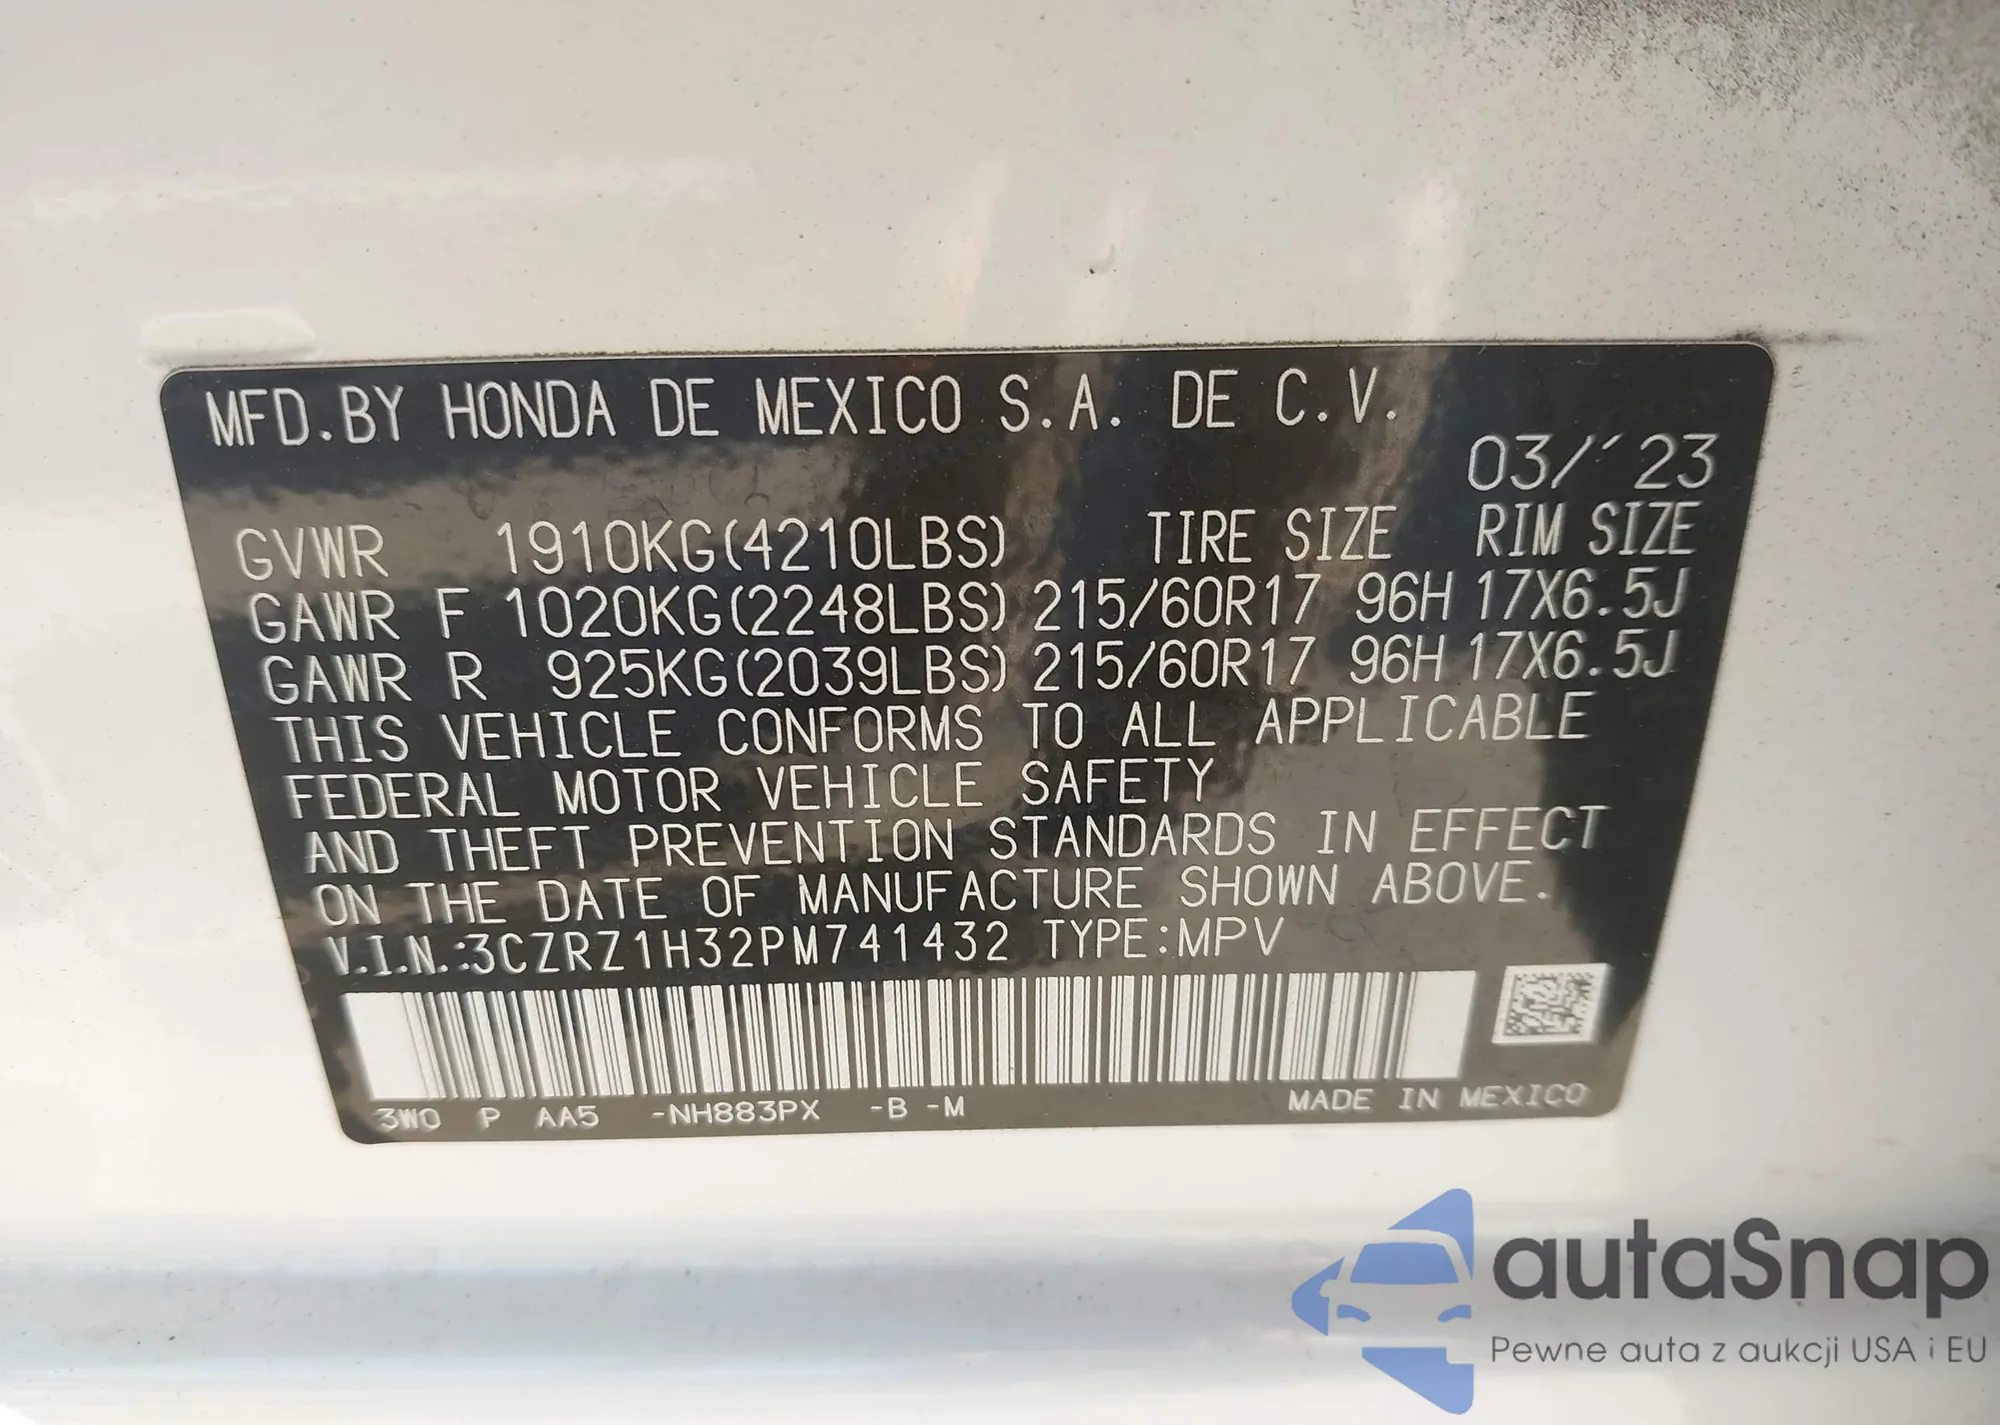 MFD.BY HONDA DE MEXICO S.A. DE C.V.
03/´23
GVWR 1910KG(4210LBS) TIRE SIZE RIM SIZE
GAWR F 1020KG(2248LBS) 215/60R17 96H 17X6.5J
GAWR R 925KG(2039LBS) 215/60R17 96H 17X6.5J
THIS VEHICLE CONFORMS TO ALL APPLICABLE
FEDERAL MOTOR VEHICLE SAFETY
AND THEFT PREVENTION STANDARDS IN EFFECT
ON THE DATE OF MANUFACTURE SHOWN ABOVE.
V.I.N.:3CZRZ1H32PM741432 TYPE:MPV
3W0 P AA5 -NH883PX -B -M MADE IN MEXICO
autaSnap
Pewne auta z aukcji USA i EU